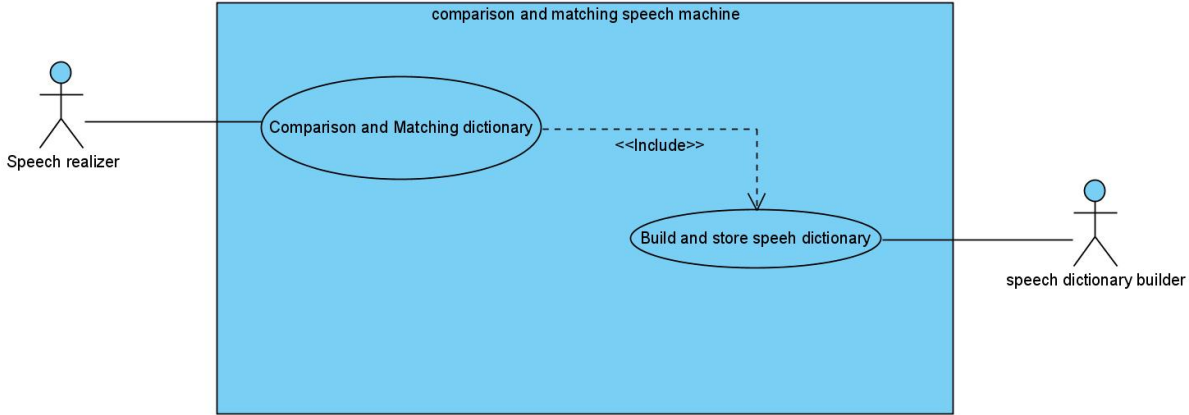 comparison and matching speech machine
Comparison and Matching dictionary
<<Include>>
Speech realizer
Build and store speeh dictionary
speech dictionary builder